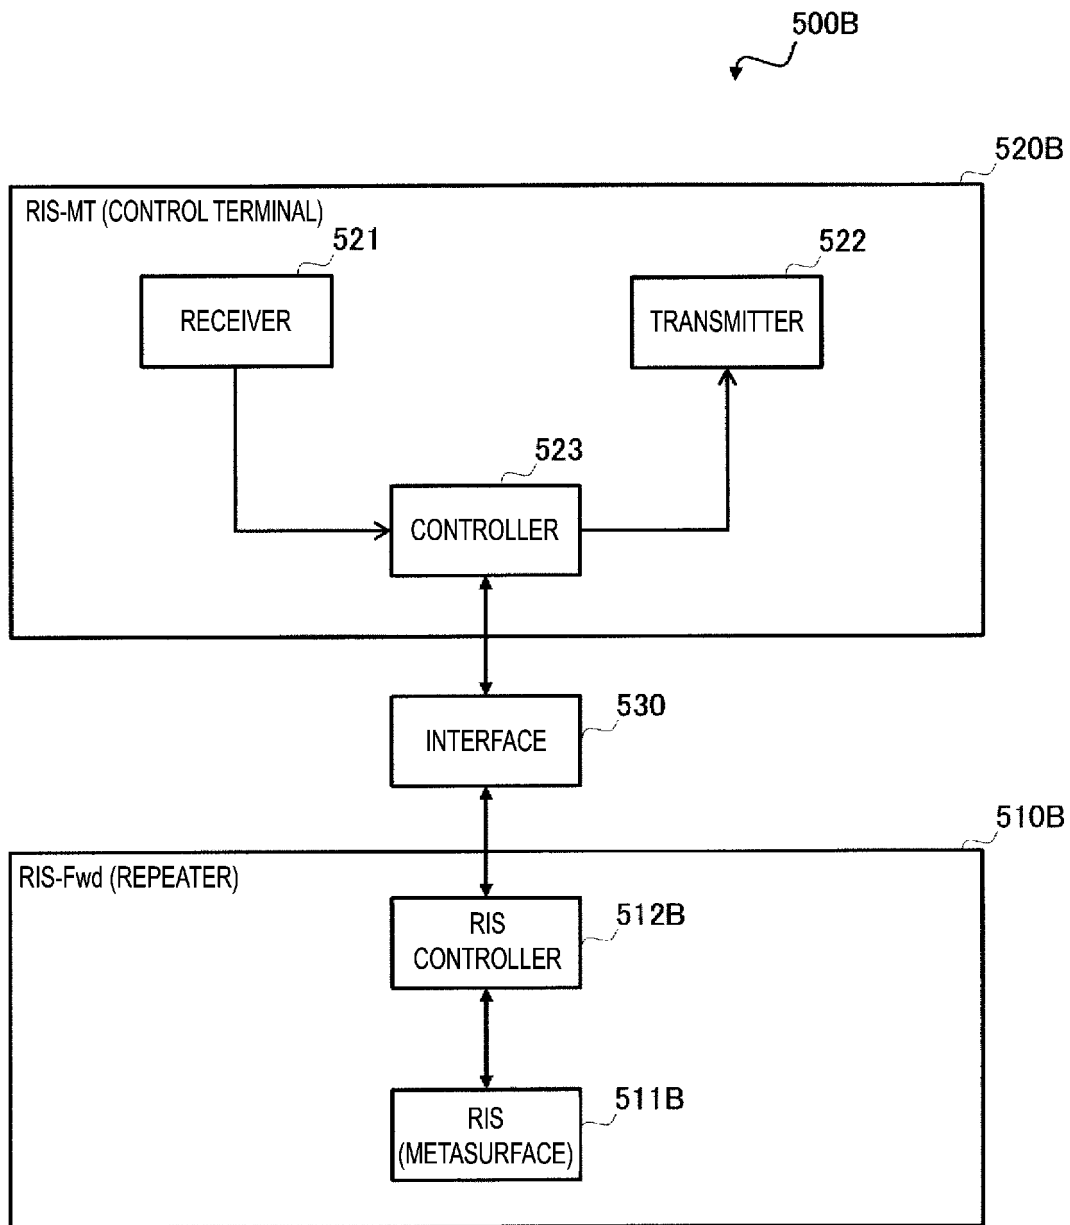 500B
520B
RIS-MT (CONTROL TERMINAL)
521
522
RECEIVER
TRANSMITTER
523
CONTROLLER
530
INTERFACE
510B
RIS-Fwd (REPEATER)
512B
RIS
CONTROLLER
511B
RIS
(METASURFACE)